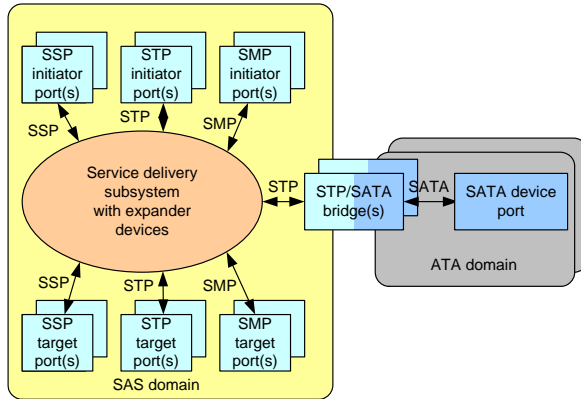 SSP
initiator
port(s)
STP
initiator
port(s)
SMP
initiator
port(s)
SSP
STP
SMP
Service delivery
subsystem
with expander
devices
STP
STP/SATA
bridge(s)
SATA
SATA device
port
ATA domain
SSP
STP
SMP
SSP
target
port(s)
STP
target
port(s)
SMP
target
port(s)
SAS domain